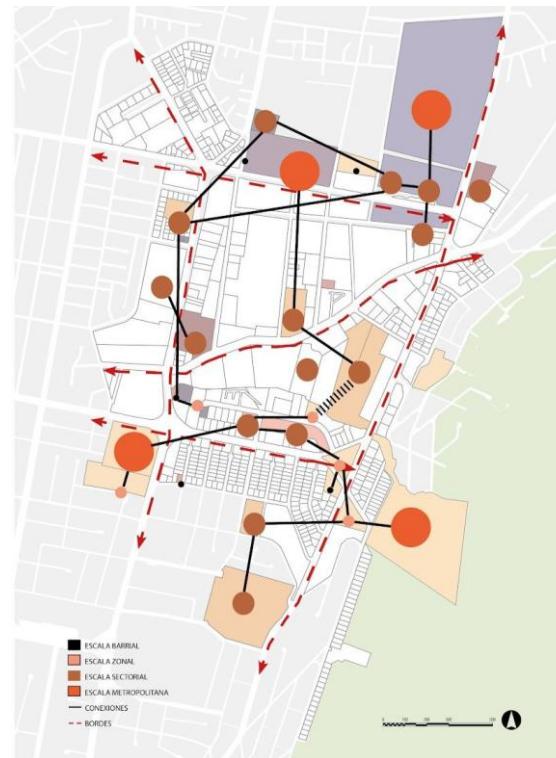 ESCALA BARRIAL
ESCALA ZONAL
ESCALA SECTORIAL
ESCALA METROPOLITANA
CONEXIONES
BORDES